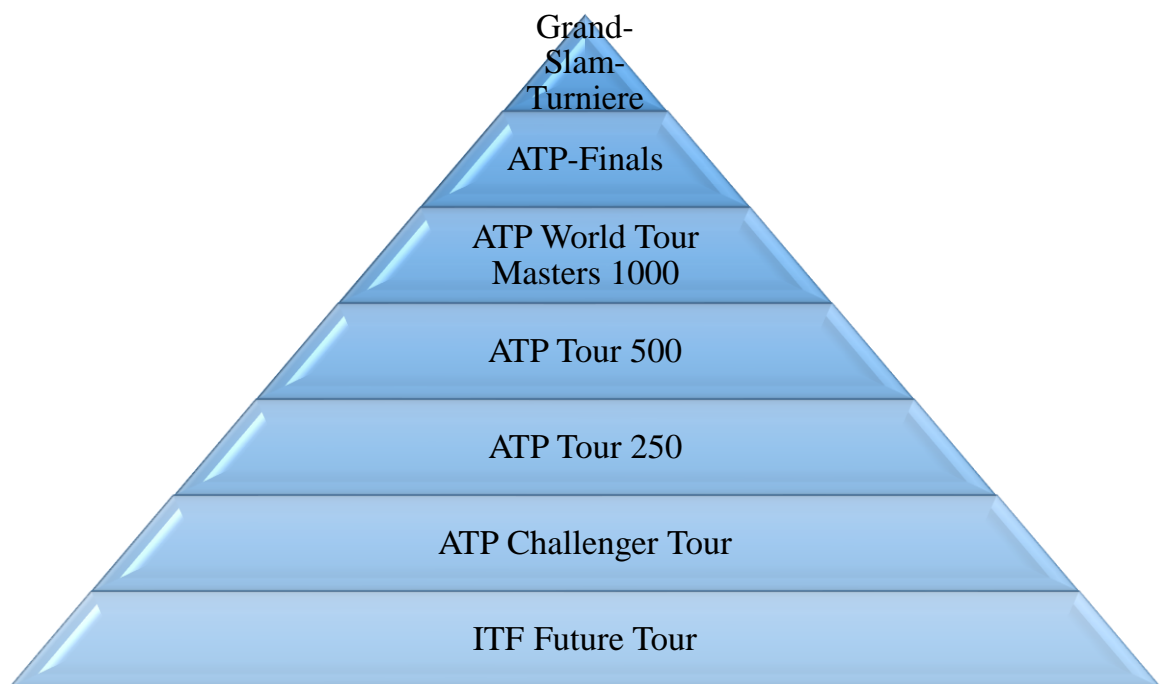 Grand-
Slam-
Turniere
ATP-Finals
ATP World Tour
Masters 1000
ATP Tour 500
ATP Tour 250
ATP Challenger Tour
ITF Future Tour